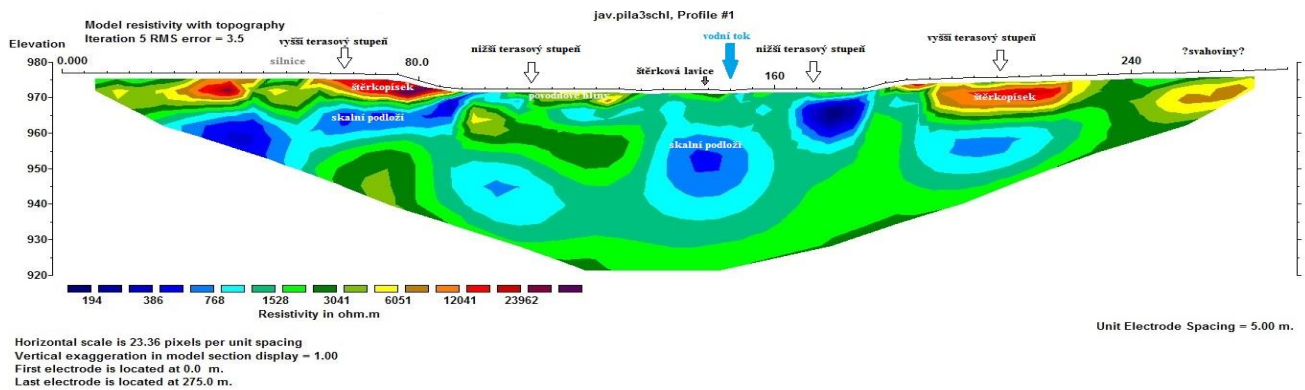 jav.pila3schl, Profile #1
Model resistivity with topography
Iteration 5 RMS error = 3.5
Elevation
vyšší terasový stupeň
nižší terasový stupeň
vodní tok
nižší terasový stupeň
vyšší terasový stupeň
?svahoviny?
silnice
štěrková lavice
980
0.000
80.0
160
240
970
960
950
940
930
920
štěrkopísek
povodňové hlíny
štěrkopísek
skalní podloží
skalní podloží
194 386 768 1528 3041 6051 12041 23962
Resistivity in ohm.m
Unit Electrode Spacing = 5.00 m.
Horizontal scale is 23.36 pixels per unit spacing
Vertical exaggeration in model section display = 1.00
First electrode is located at 0.0 m.
Last electrode is located at 275.0 m.